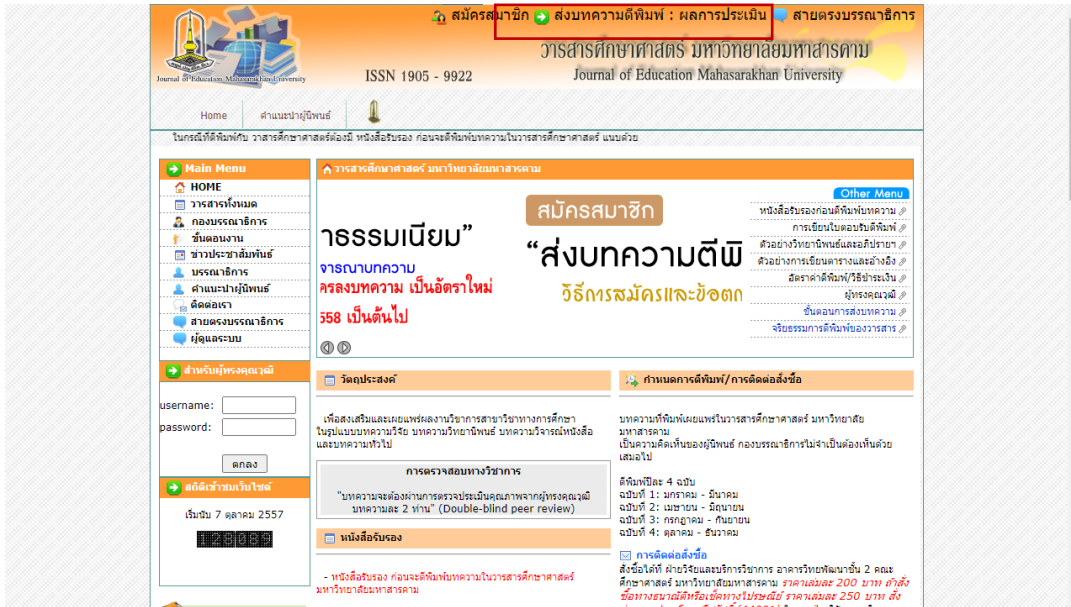 สมัครสมาชิก ส่งบทความตีพิมพ์ : ผลการประเมิน สายตรงบรรณาธิการ
วารสารศึกษาศาสตร์ มหาวิทยาลัยมหาสารคาม
Journal of Education Mahasarakhan University
ISSN 1905 - 9922
Journal of Education Mahasarakhan University
Home คำแนะนำผู้นิพนธ์
ในกรณีที่ตีพิมพ์กับ วาสารศึกษาศาสตร์ต้องมี หนังสือรับรอง ก่อนจะตีพิมพ์บทความในวารสารศึกษาศาสตร์ แนบด้วย
Main Menu
HOME
วารสารทั้งหมด
กองบรรณาธิการ
ขั้นตอนงาน
ข่าวประชาสัมพันธ์
บรรณาธิการ
คำแนะนำผู้นิพนธ์
ติดต่อเรา
สายตรงบรรณาธิการ
ผู้ดูแลระบบ
สำหรับผู้ทรงคุณวุฒิ
username:
password:
ตกลง
สถิติเข้าชมเว็บไซต์
เริ่มนับ 7 ตุลาคม 2557
128089
วารสารศึกษาศาสตร์ มหาวิทยาลัยมหาสารคาม
าธรรมเนียม”
จารณาบทความ
ครลงบทความ เป็นอัตราใหม่
558 เป็นต้นไป
สมัครสมาชิก
“ส่งบทความตีพิ
วิธีการสมัครและข้อตก
Other Menu
หนังสือรับรองก่อนตีพิมพ์บทความ
การเขียนใบตอบรับตีพิมพ์
ตัวอย่างวิทยานิพนธ์และอภิปรายฯ
ตัวอย่างการเขียนตารางและอ้างอิง
อัตราค่าตีพิมพ์/วิธีชำระเงิน
ผู้ทรงคุณวุฒิ
ขั้นตอนการส่งบทความ
จริยธรรมการตีพิมพ์ของวารสาร
วัตถุประสงค์
เพื่อส่งเสริมและเผยแพร่ผลงานวิชาการสาขาวิชาทางการศึกษา
ในรูปแบบบทความวิจัย บทความวิทยานิพนธ์ บทความวิจารณ์หนังสือ
และบทความทั่วไป
การตรวจสอบทางวิชาการ
"บทความจะต้องผ่านการตรวจประเมินคุณภาพจากผู้ทรงคุณวุฒิ
บทความละ 2 ท่าน" (Double-blind peer review)
หนังสือรับรอง
- หนังสือรับรอง ก่อนจะตีพิมพ์บทความในวารสารศึกษาศาสตร์
มหาวิทยาลัยมหาสารคาม
กำหนดการตีพิมพ์/การติดต่อสั่งซื้อ
บทความที่พิมพ์เผยแพร่ในวารสารศึกษาศาสตร์ มหาวิทยาลัย
มหาสารคาม
เป็นความคิดเห็นของผู้นิพนธ์ กองบรรณาธิการไม่จำเป็นต้องเห็นด้วย
เสมอไป
ตีพิมพ์ปีละ 4 ฉบับ
ฉบับที่ 1: มกราคม - มีนาคม
ฉบับที่ 2: เมษายน - มิถุนายน
ฉบับที่ 3: กรกฎาคม - กันยายน
ฉบับที่ 4: ตุลาคม - ธันวาคม
การติดต่อสั่งซื้อ
สั่งซื้อได้ที่ ฝ่ายวิจัยและบริการวิชาการ อาคารวิทยพัฒนาชั้น 2 คณะ
ศึกษาศาสตร์ มหาวิทยาลัยมหาสารคาม ราคาเล่มละ 200 บาท ถ้าสั่ง
ซื้อทางธนาณัติหรือเช็คทางไปรษณีย์ ราคาเล่มละ 250 บาท สั่ง